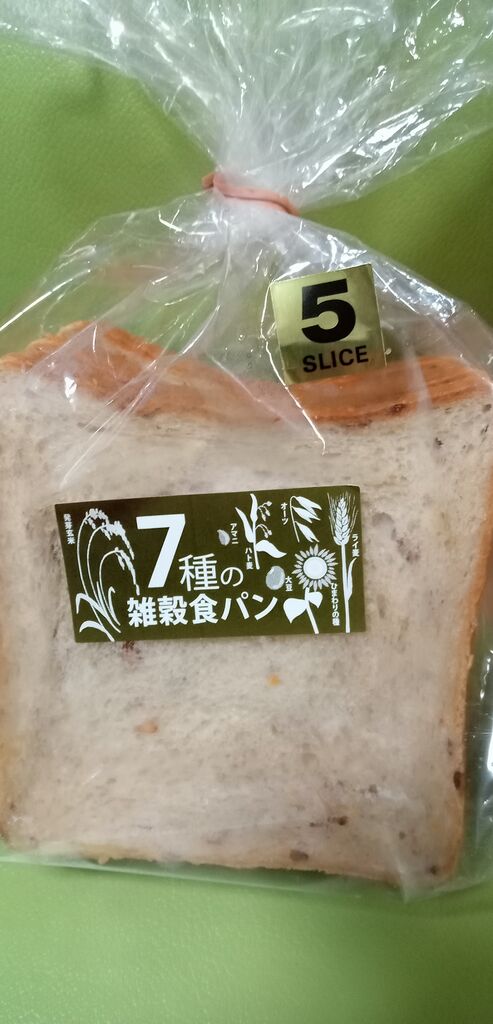 5
SLICE
7種の
雑穀食パン
発芽玄米
アマニ
ハト麦
オーツ
大豆
ひまわりの種
ライ麦